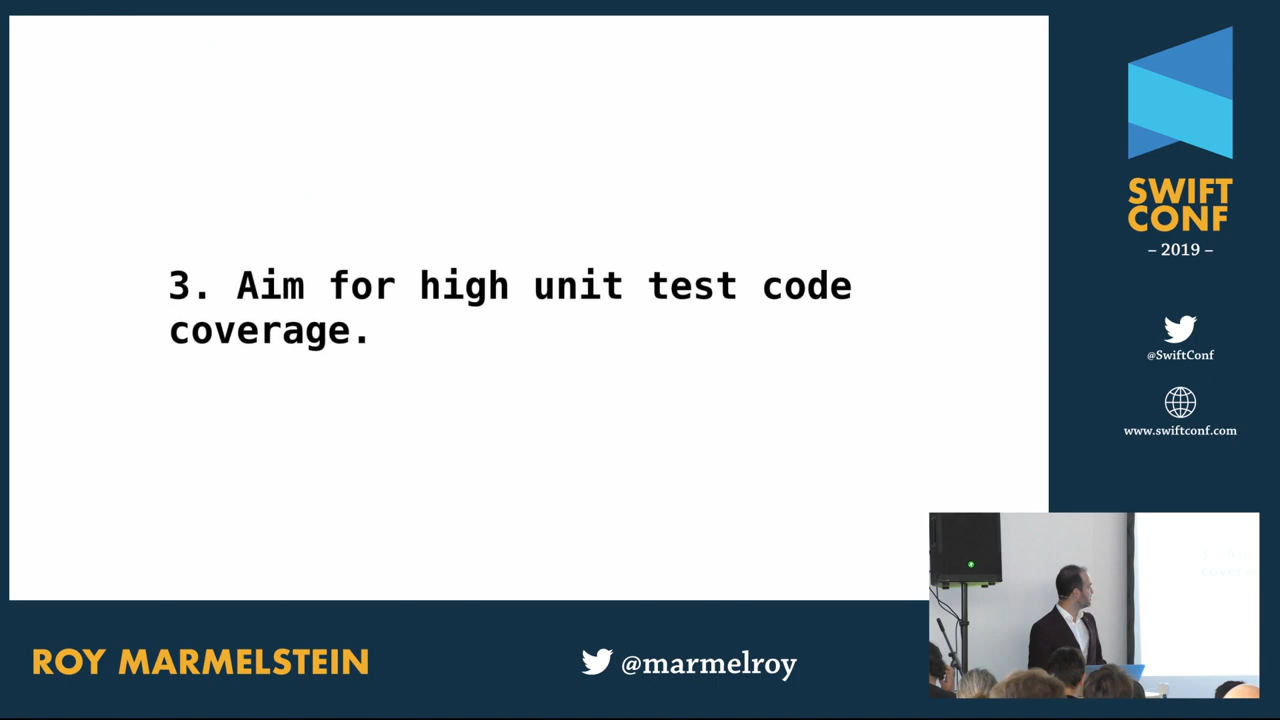 3. Aim for high unit test code
coverage.
SWIFT
CONF
– 2019 –
@SwiftConf
www.swiftconf.com
ROY MARMELSTEIN
@marmelroy